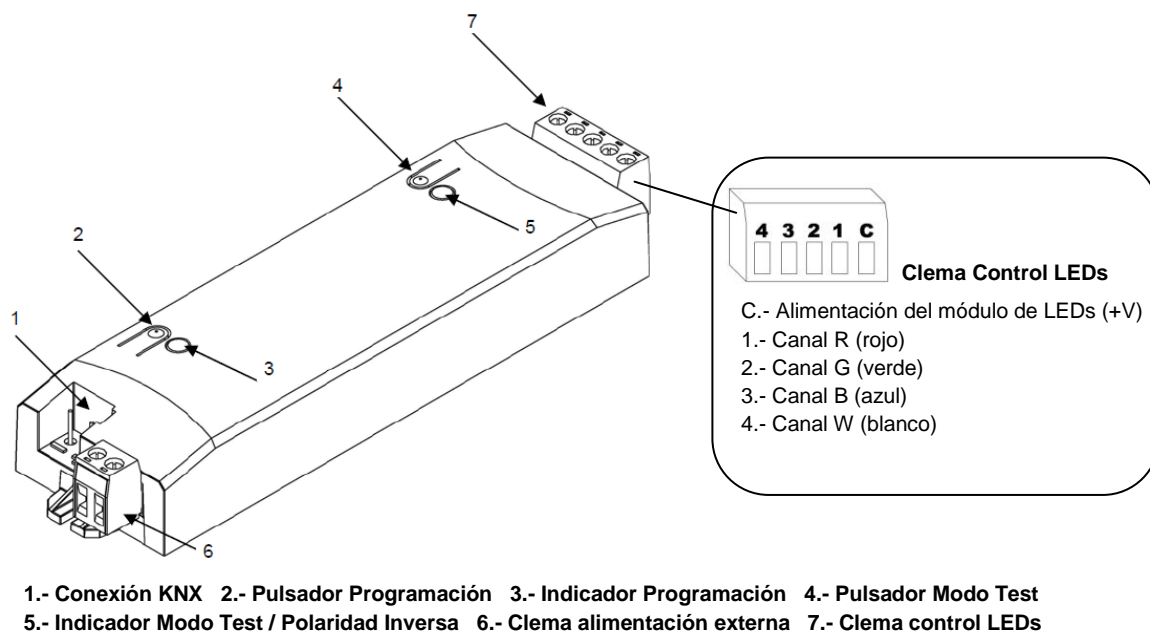 7
4
5
2
1
3
6
4 3 2 1 C
Clema Control LEDs
C.- Alimentación del módulo de LEDs (+V)
1.- Canal R (rojo)
2.- Canal G (verde)
3.- Canal B (azul)
4.- Canal W (blanco)
1.- Conexión KNX 2.- Pulsador Programación 3.- Indicador Programación 4.- Pulsador Modo Test
5.- Indicador Modo Test / Polaridad Inversa 6.- Clema alimentación externa 7.- Clema control LEDs